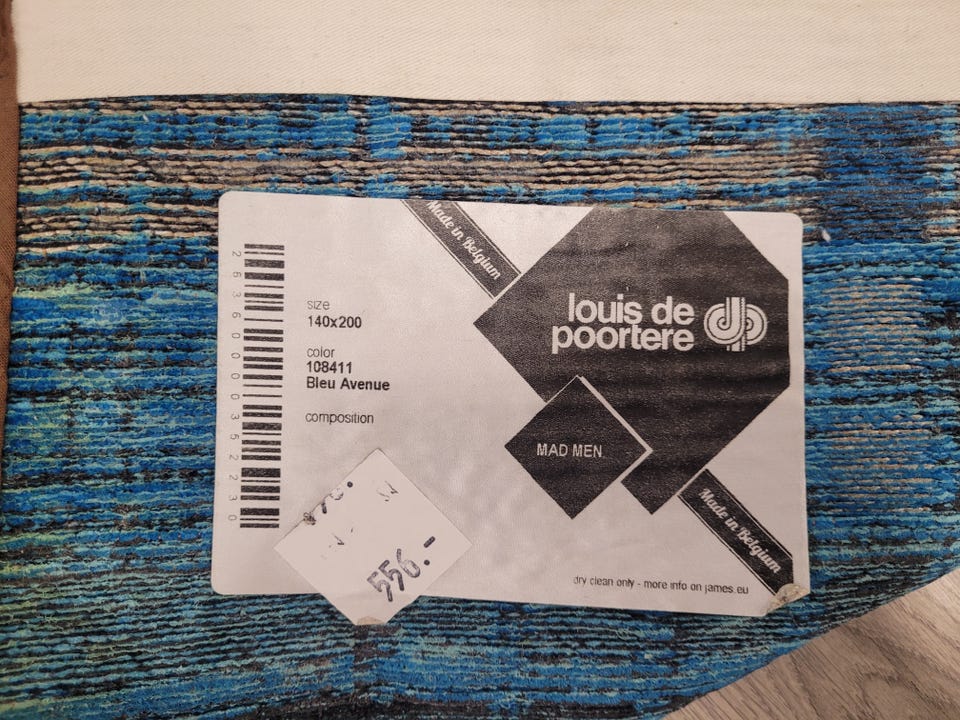 Made in Belgium
louis de
poortere
size
140x200
color
108411
Bleu Avenue
composition
MAD MEN
Made in Belgium
dry clean only - more info on james.eu
556.-